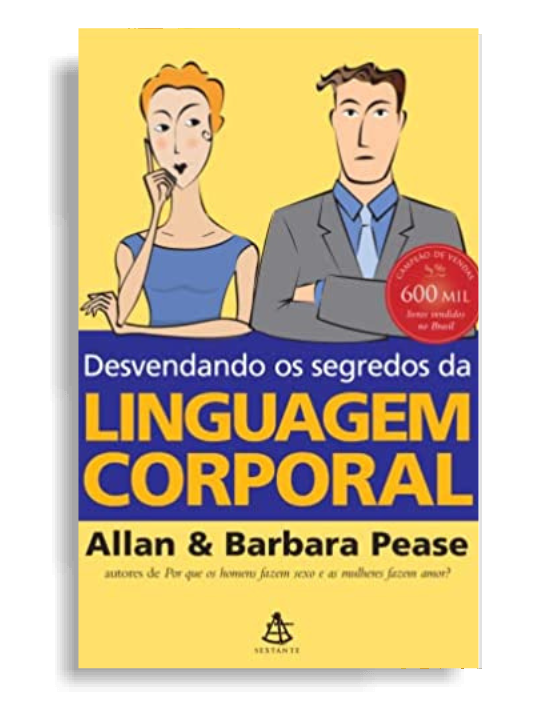 CAMPEÃO DE VENDAS
600 MIL
livros vendidos
no Brasil
Desvendando os segredos da
LINGUAGEM
CORPORAL
Allan & Barbara Pease
autores de Por que os homens fazem sexo e as mulheres fazem amor?
SEXTANTE